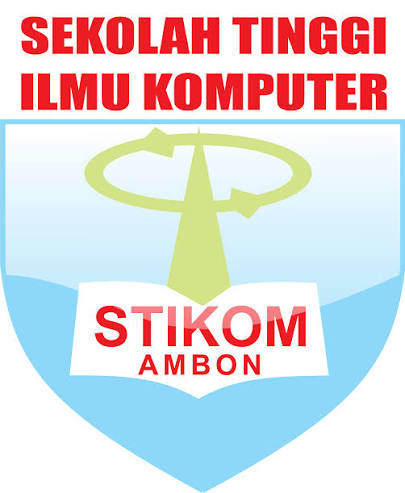 SEKOLAH TINGGI
ILMU KOMPUTER
STIKOM
AMBON